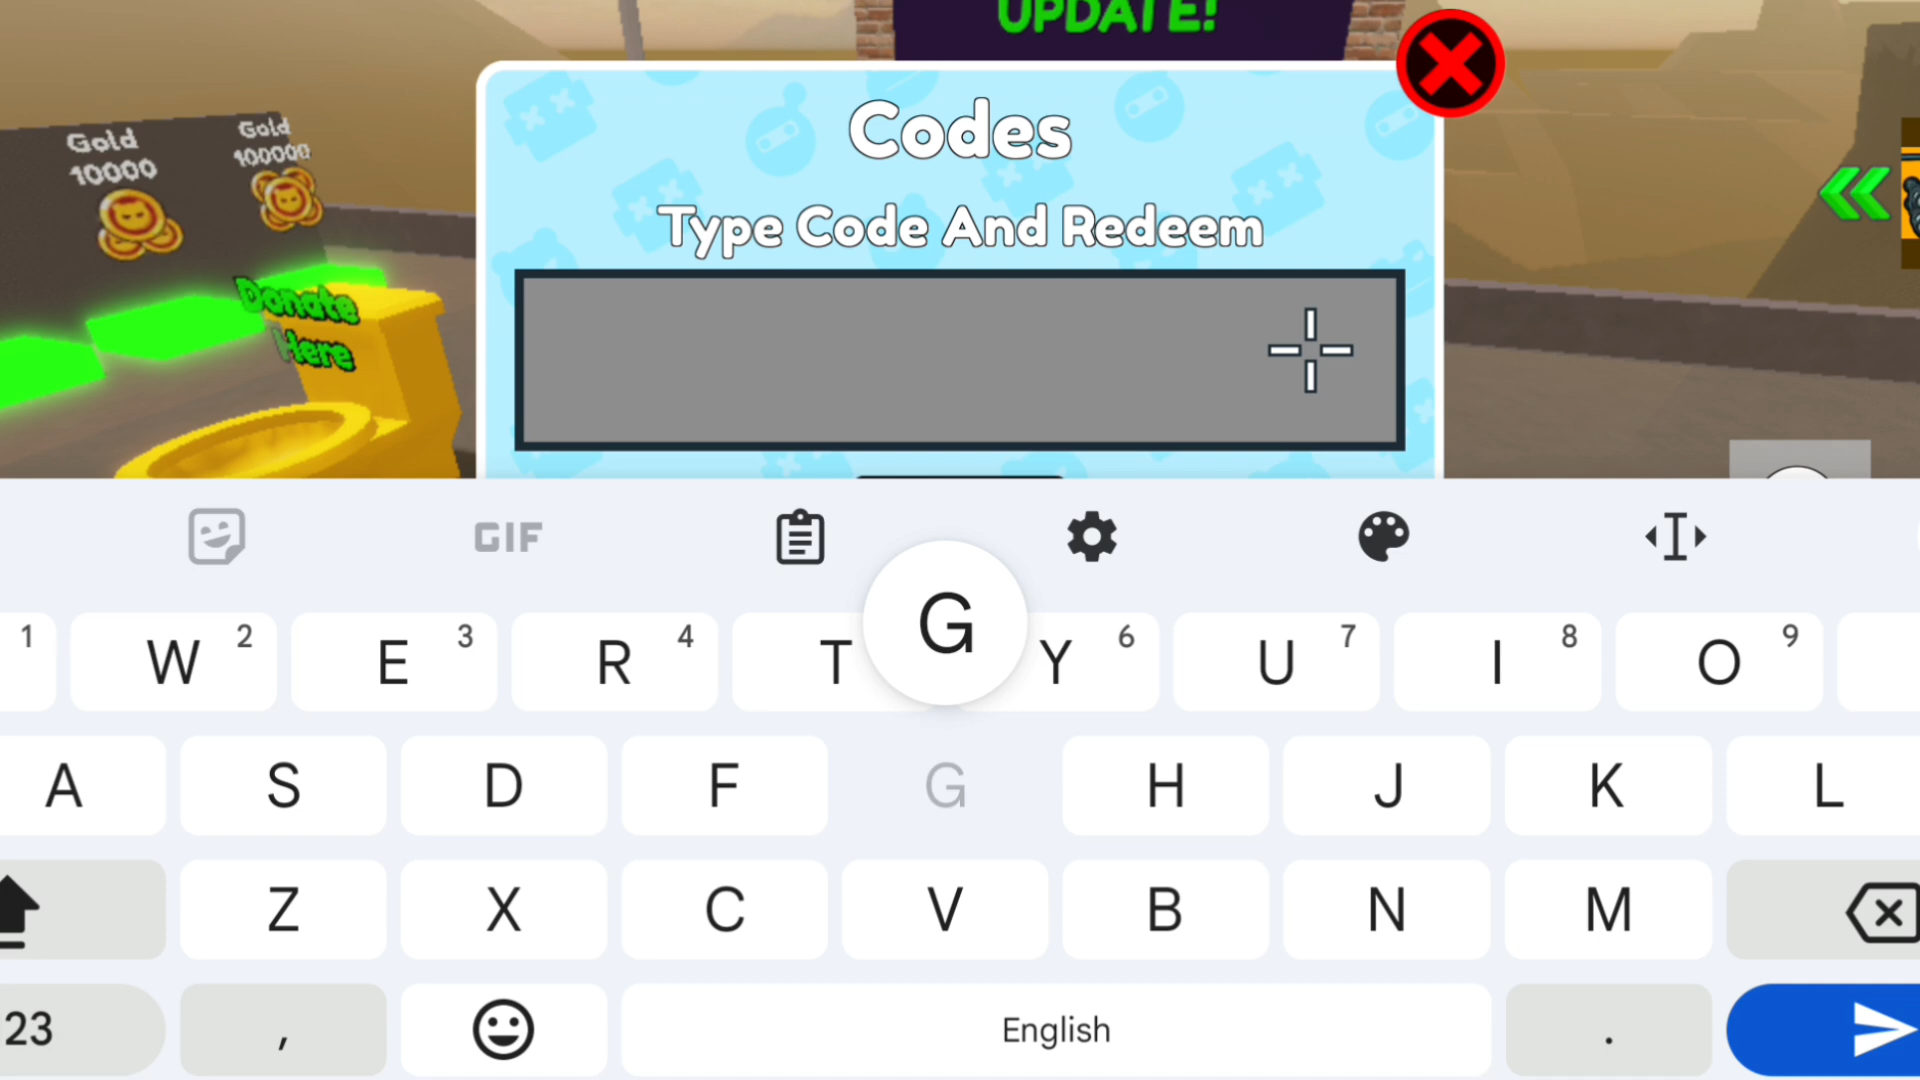 UPDATE!
Gold
10000
Gold
100000
Codes
Type Code And Redeem
Donate
Here
GIF
G
1 W 2 E 3 R 4 T Y 6 U 7 I 8 O 9
A S D F G H J K L
Z X C V B N M
23 , English .